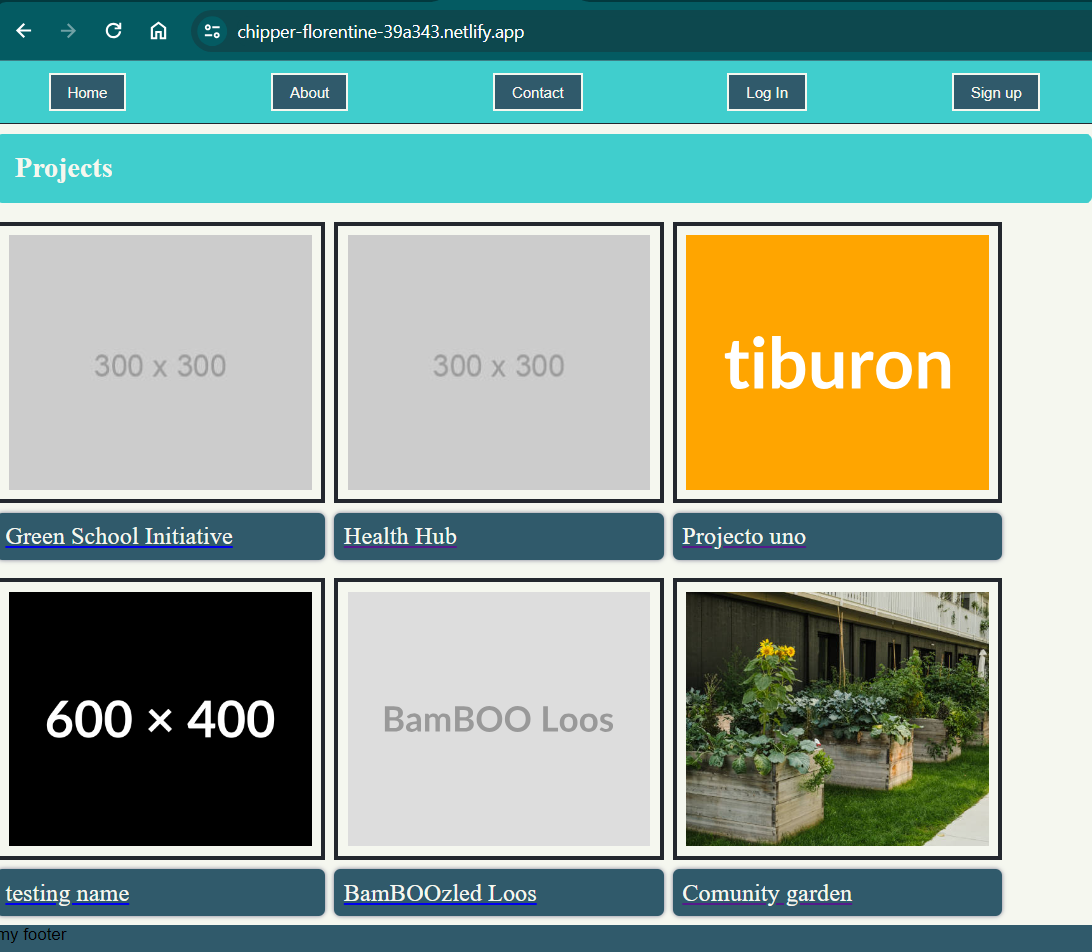 chipper-florentine-39a343.netlify.app
Home About Contact Log In Sign up
Projects
300 x 300 300 x 300 tiburon
Green School Initiative Health Hub Projecto uno
600 × 400 BamBOO Loos
testing name BamBOOzled Loos Comunity garden
my footer